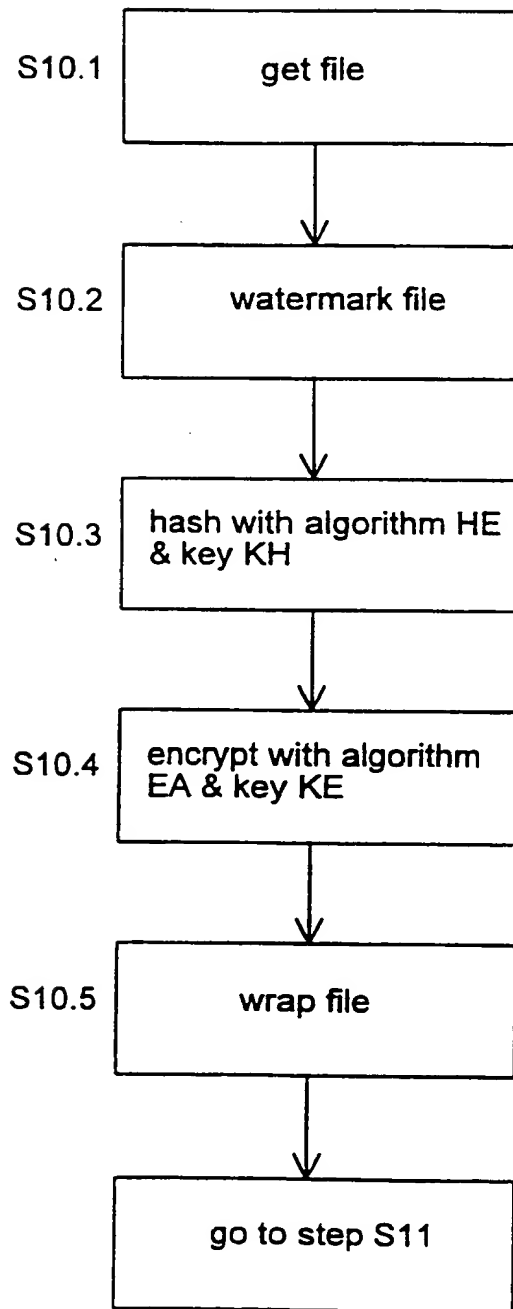 S10.1
get file
S10.2
watermark file
S10.3
hash with algorithm HE
& key KH
S10.4
encrypt with algorithm
EA & key KE
S10.5
wrap file
go to step S11